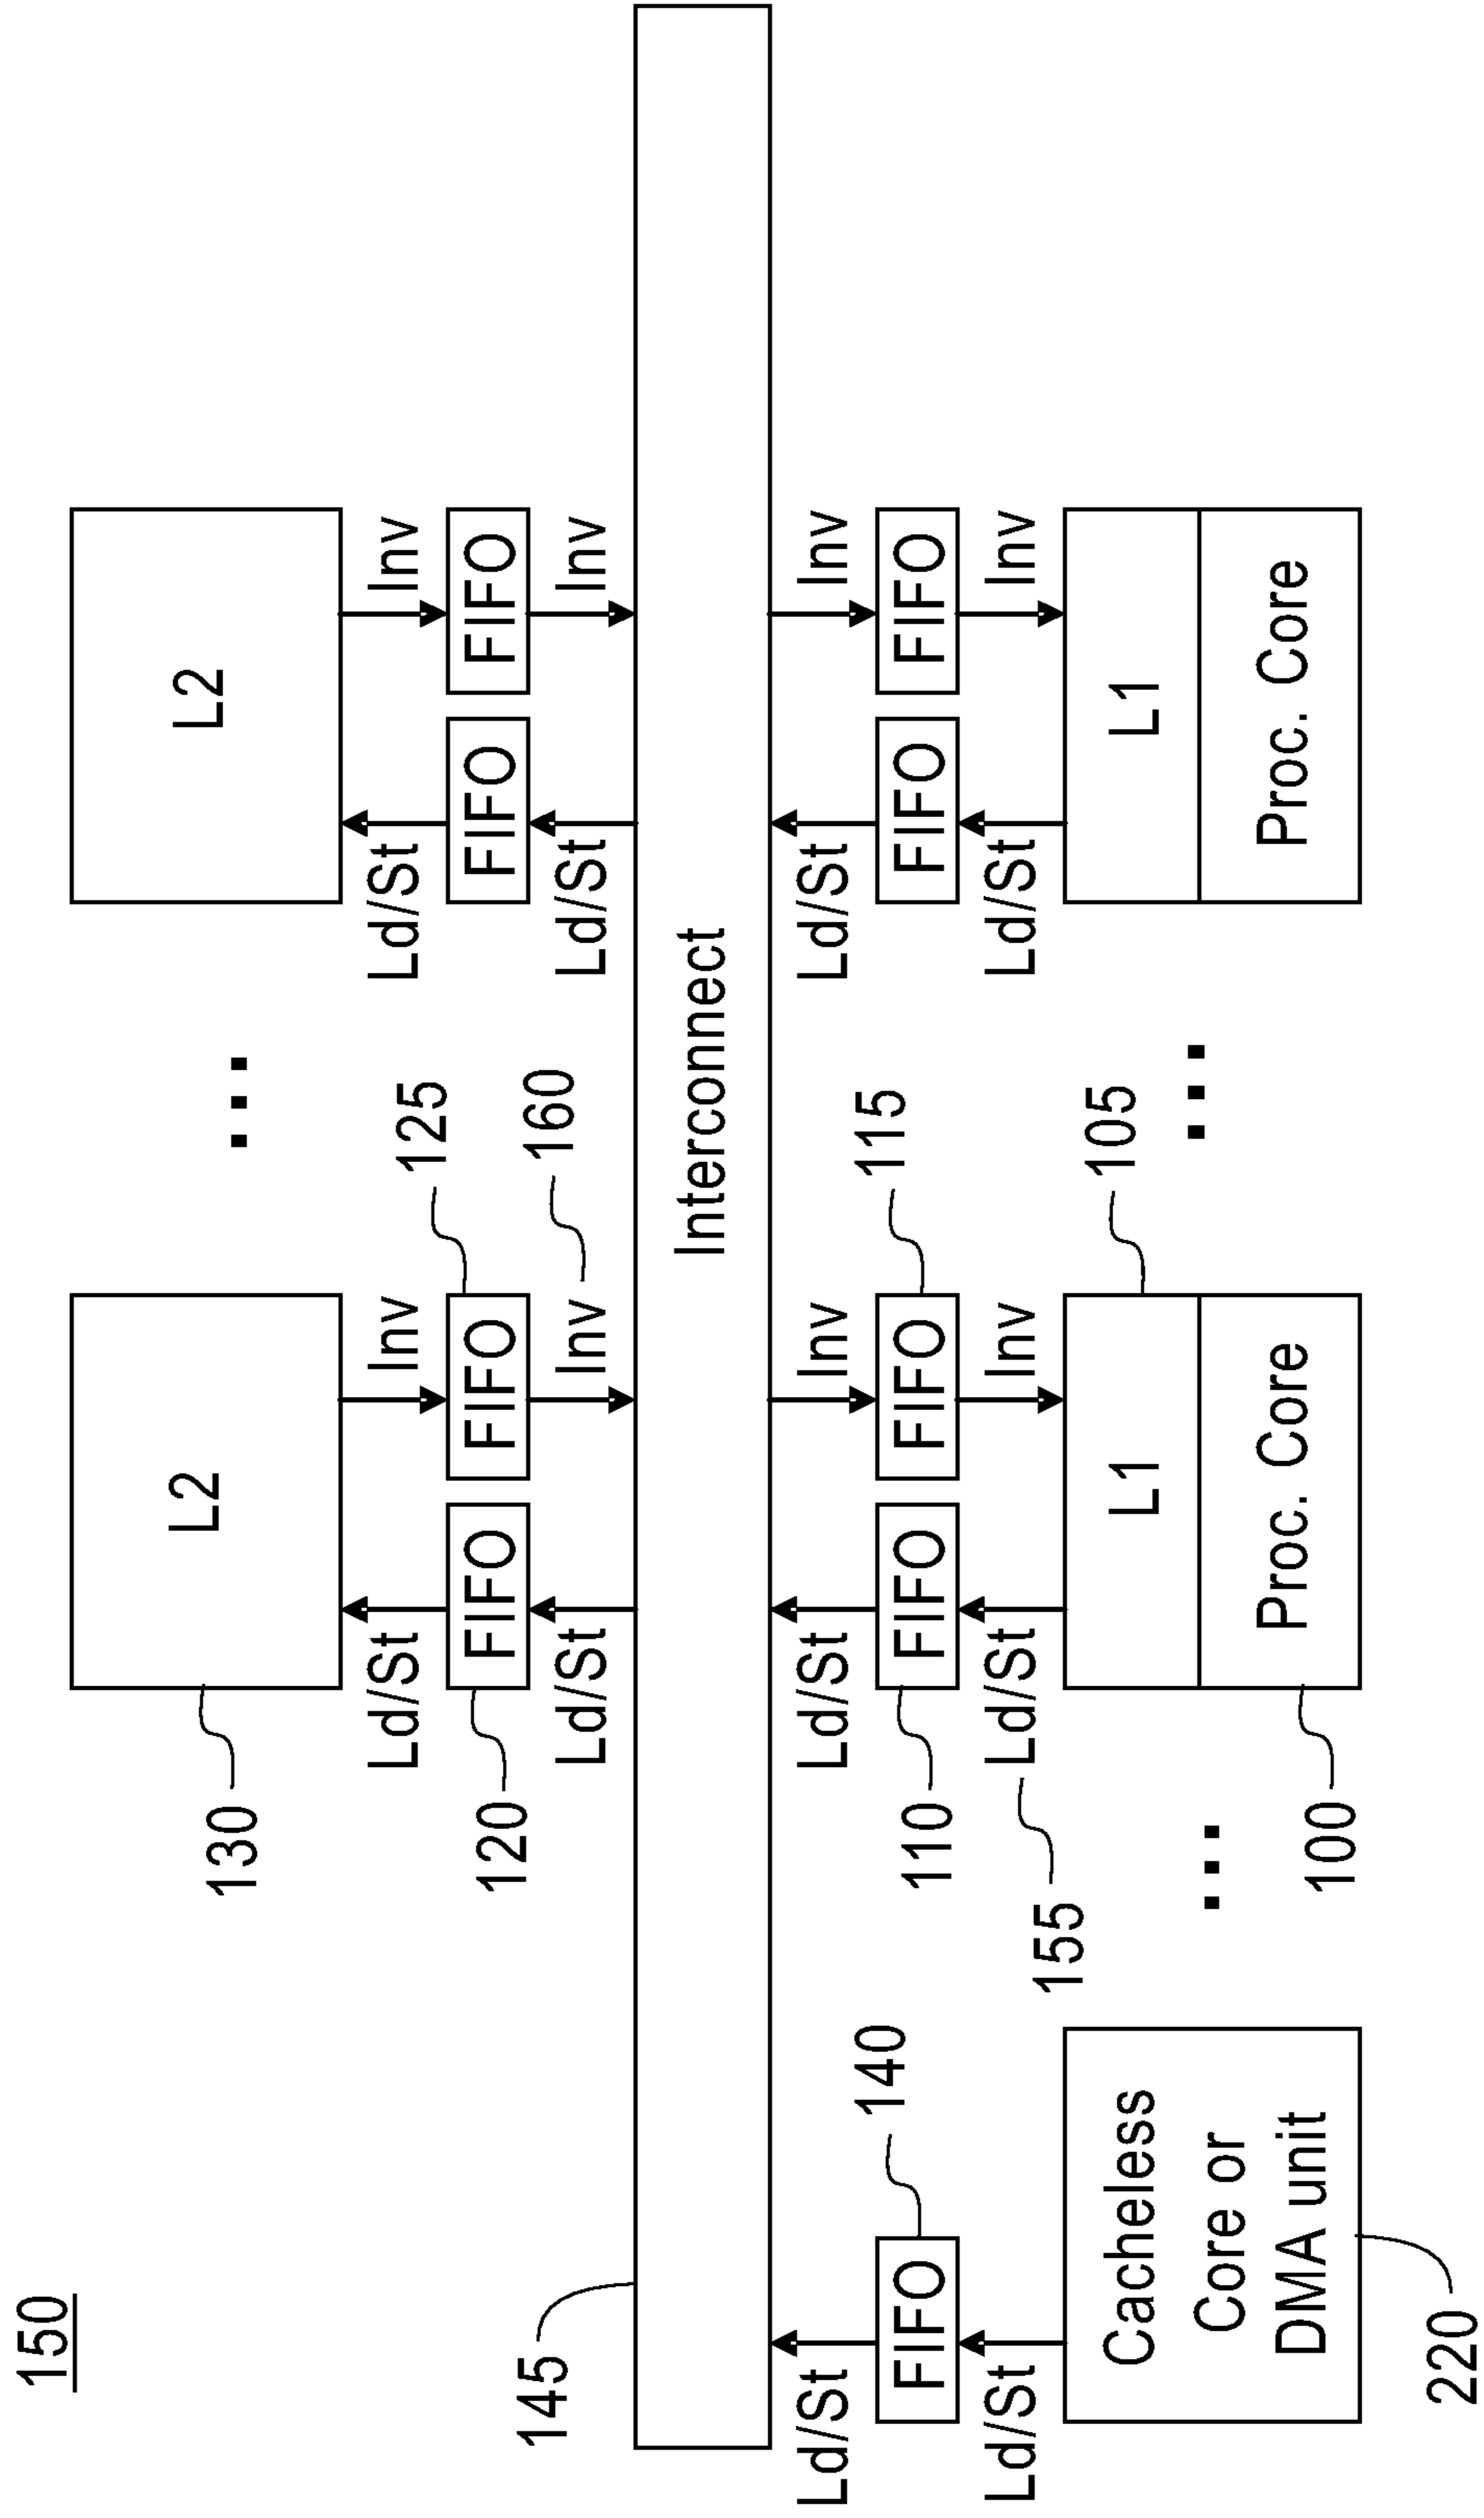 150
L2
L2
130
Ld/St
Inv
125
Ld/St
Inv
120
FIFO
FIFO
FIFO
FIFO
Ld/St
Inv
160
Ld/St
Inv
145
Interconnect
Ld/St
140
Ld/St
Inv
115
Ld/St
Inv
FIFO
110
FIFO
FIFO
FIFO
FIFO
Ld/St
155
Ld/St
Inv
105
Ld/St
Inv
Cacheless
Core or
DMA unit
L1
L1
100
Proc. Core
Proc. Core
220